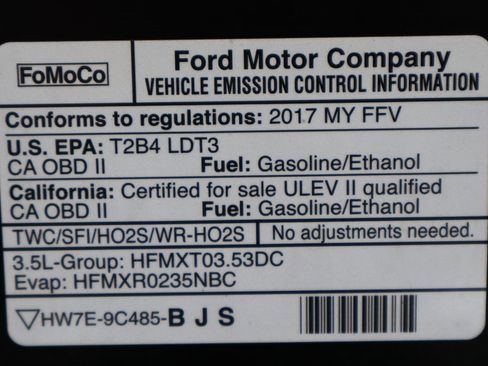 FoMoCo
Ford Motor Company
VEHICLE EMISSION CONTROL INFORMATION
Conforms to regulations: 2017 MY FFV
U.S. EPA: T2B4 LDT3
CA OBD II Fuel: Gasoline/Ethanol
California: Certified for sale ULEV II qualified
CA OBD II Fuel: Gasoline/Ethanol
TWC/SFI/HO2S/WR-HO2S No adjustments needed.
3.5L-Group: HFMXT03.53DC
Evap: HFMXR0235NBC
▽HW7E-9C485-B J S